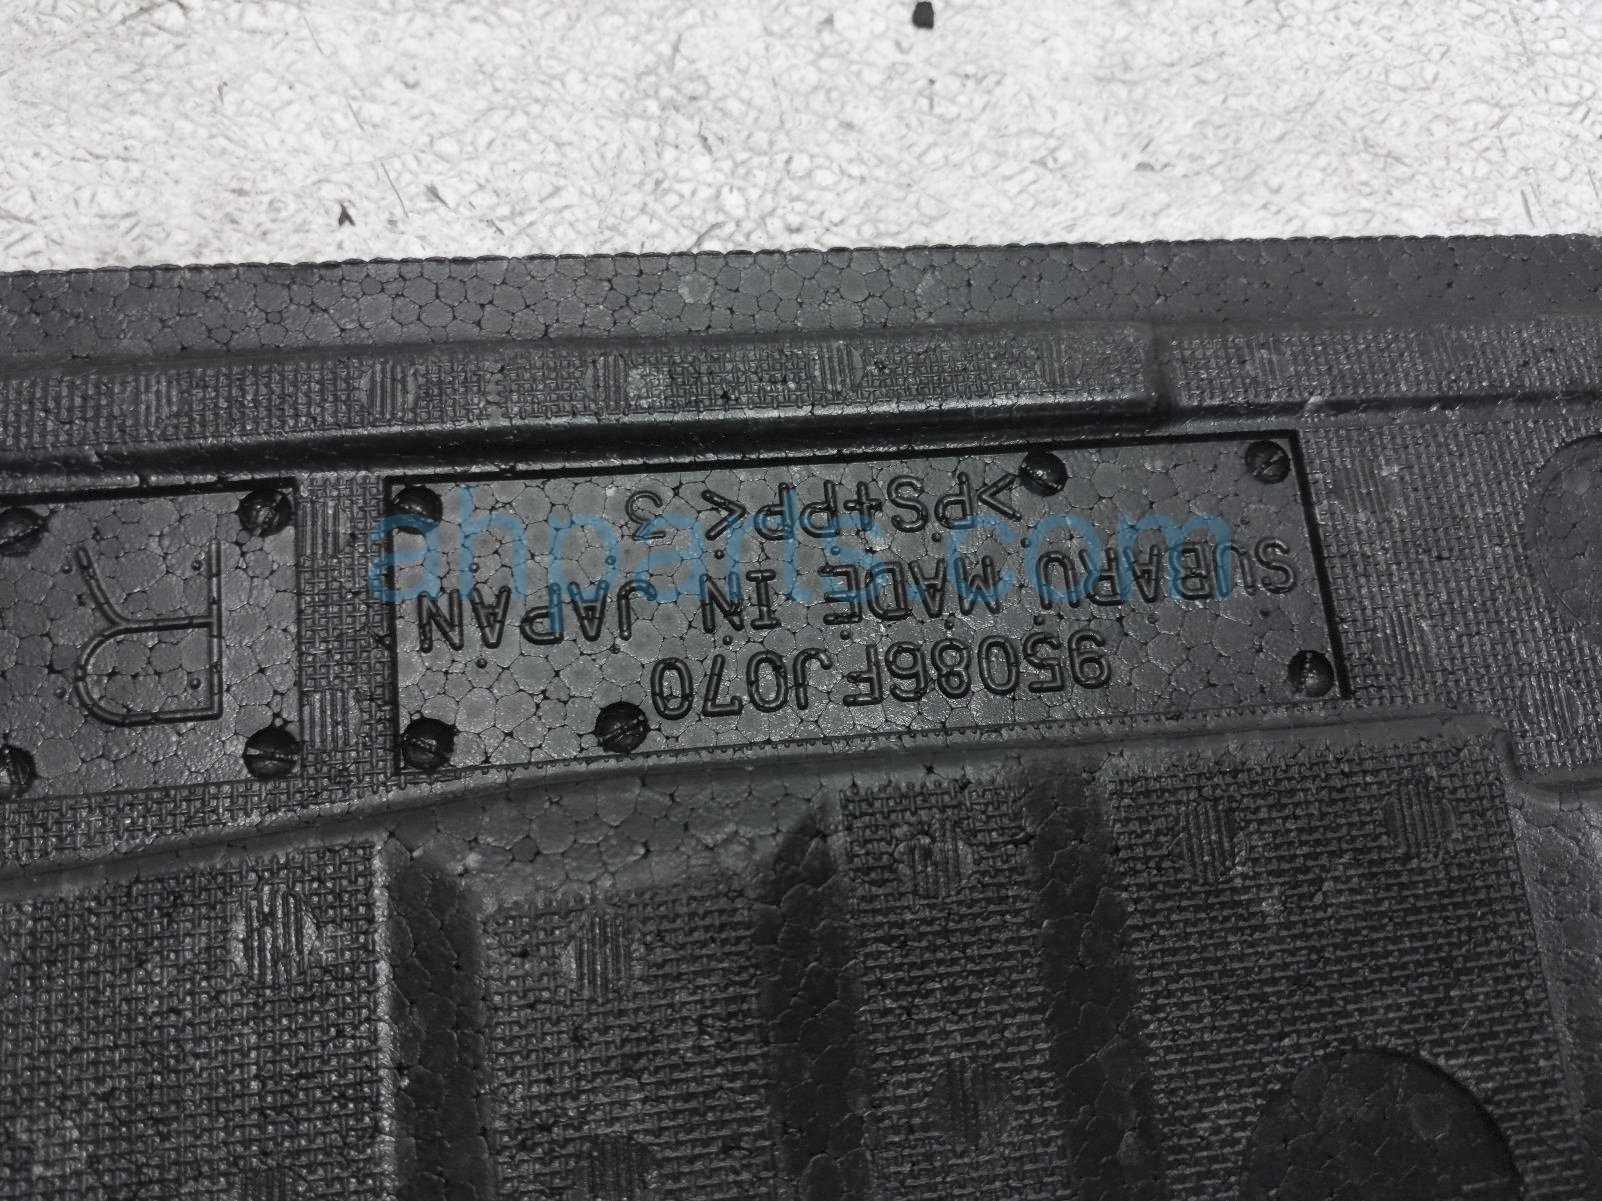 95086FJ070
SUBARU MADE IN JAPAN
>PS+PP< 3
R
ahparts.com